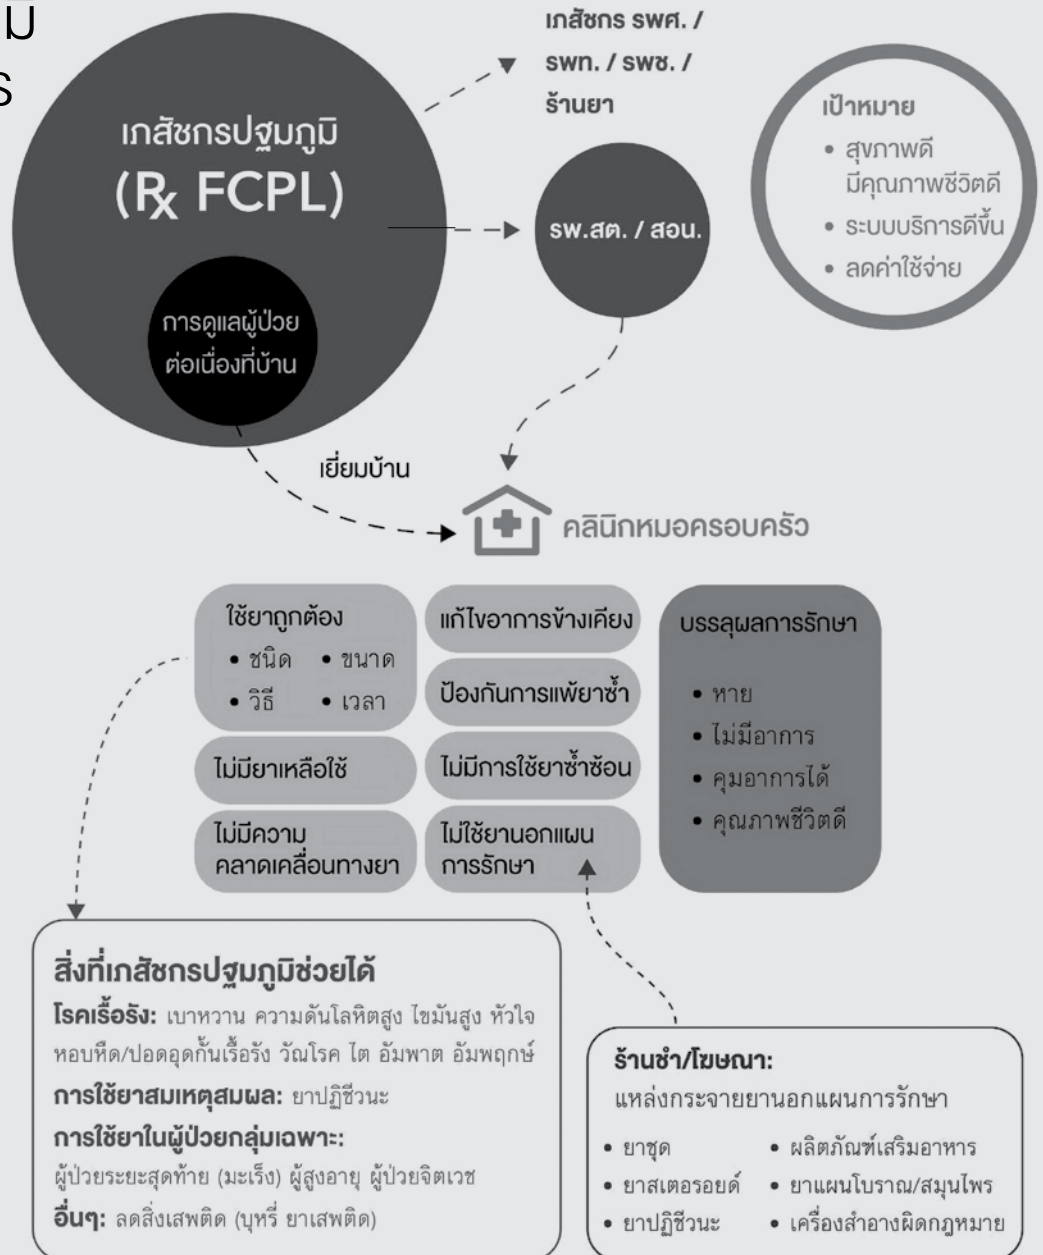 มิ
ร
เภสัชกร รพศ. /
รพท. / รพช. /
ร้านยา
เภสัชกรปฐมภูมิ
(℞ FCPL)
เป้าหมาย
• สุขภาพดี
มีคุณภาพชีวิตดี
• ระบบบริการดีขึ้น
• ลดค่าใช้จ่าย
รพ.สต. / สอน.
การดูแลผู้ป่วย
ต่อเนื่องที่บ้าน
เยี่ยมบ้าน
คลินิกหมอครอบครัว
ใช้ยาถูกต้อง
• ชนิด • ขนาด
• วิธี • เวลา
ไม่มียาเหลือใช้
ไม่มีความ
คลาดเคลื่อนทางยา
แก้ไขอาการข้างเคียง
ป้องกันการแพ้ยาซ้ำ
ไม่มีการใช้ยาซ้ำซ้อน
ไม่ใช้ยานอกแผน
การรักษา
บรรลุผลการรักษา
• หาย
• ไม่มีอาการ
• คุมอาการได้
• คุณภาพชีวิตดี
สิ่งที่เภสัชกรปฐมภูมิช่วยได้
โรคเรื้อรัง: เบาหวาน ความดันโลหิตสูง ไขมันสูง หัวใจ
หอบหืด/ปอดอุดกั้นเรื้อรัง วัณโรค ไต อัมพาต อัมพฤกษ์
การใช้ยาสมเหตุสมผล: ยาปฏิชีวนะ
การใช้ยาในผู้ป่วยกลุ่มเฉพาะ:
ผู้ป่วยระยะสุดท้าย (มะเร็ง) ผู้สูงอายุ ผู้ป่วยจิตเวช
อื่นๆ: ลดสิ่งเสพติด (บุหรี่ ยาเสพติด)
ร้านชำ/โฆษณา:
แหล่งกระจายยานอกแผนการรักษา
• ยาชุด • ผลิตภัณฑ์เสริมอาหาร
• ยาสเตอรอยด์ • ยาแผนโบราณ/สมุนไพร
• ยาปฏิชีวนะ • เครื่องสำอางผิดกฎหมาย